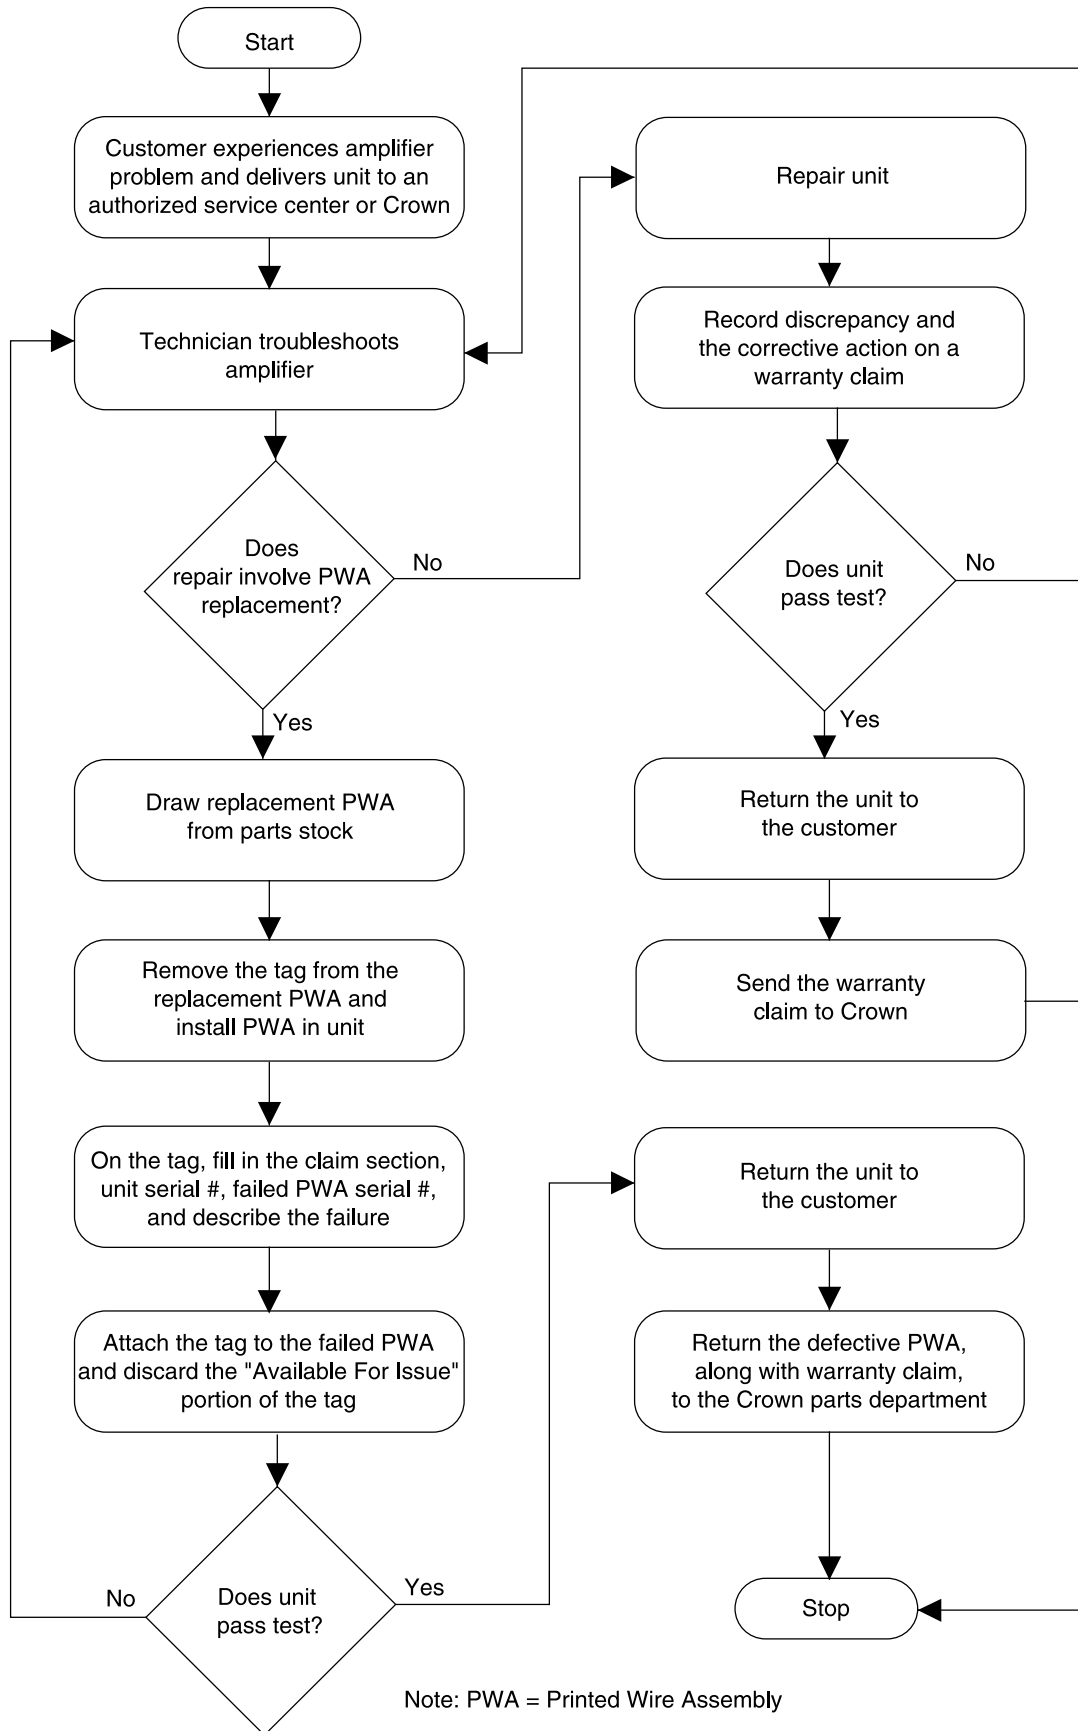 Start
Customer experiences amplifier
problem and delivers unit to an
authorized service center or Crown
Technician troubleshoots
amplifier
Does
repair involve PWA
replacement?
No
Yes
Draw replacement PWA
from parts stock
Remove the tag from the
replacement PWA and
install PWA in unit
On the tag, fill in the claim section,
unit serial #, failed PWA serial #,
and describe the failure
Attach the tag to the failed PWA
and discard the "Available For Issue"
portion of the tag
Does unit
pass test?
No
Yes
Repair unit
Record discrepancy and
the corrective action on a
warranty claim
Does unit
pass test?
No
Yes
Return the unit to
the customer
Send the warranty
claim to Crown
Return the unit to
the customer
Return the defective PWA,
along with warranty claim,
to the Crown parts department
Stop
Note: PWA = Printed Wire Assembly